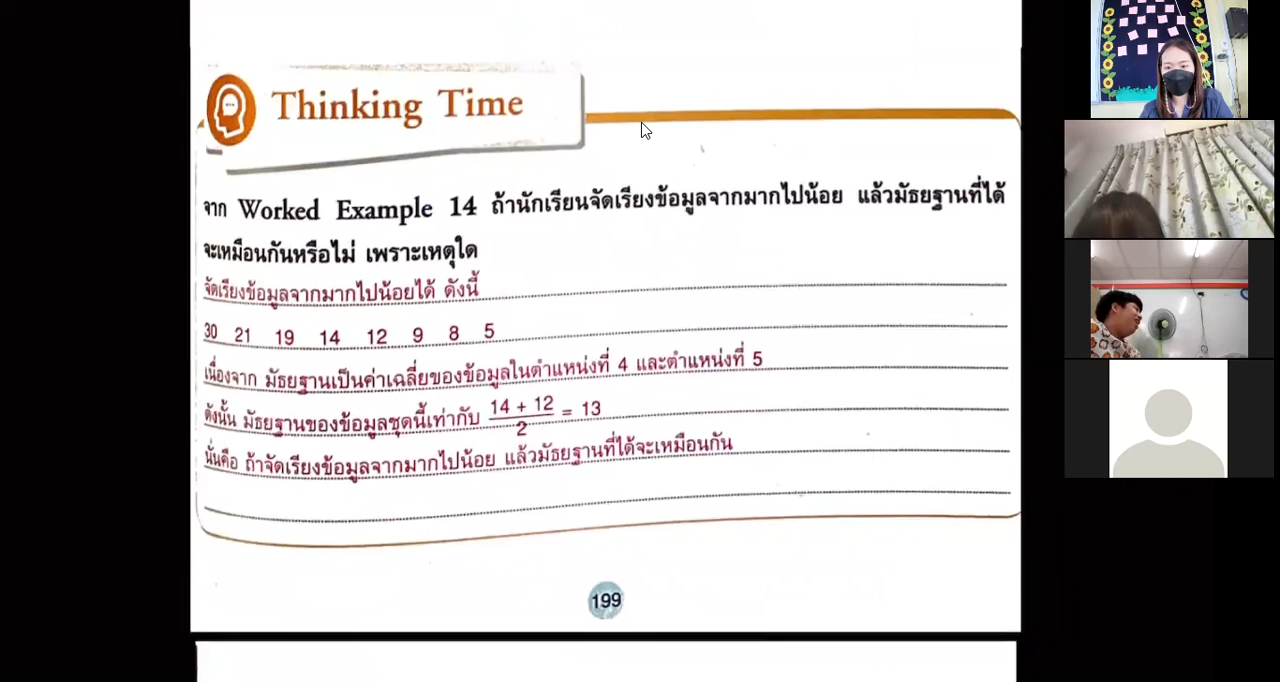 Thinking Time
จาก Worked Example 14 ถ้านักเรียนจัดเรียงข้อมูลจากมากไปน้อย แล้วมัธยฐานที่ได้
จะเหมือนกันหรือไม่ เพราะเหตุใด
จัดเรียงข้อมูลจากมากไปน้อยได้ ดังนี้
30 21 19 14 12 9 8 5
เนื่องจาก มัธยฐานเป็นค่าเฉลี่ยของข้อมูลในตำแหน่งที่ 4 และตำแหน่งที่ 5
ดังนั้น มัธยฐานของข้อมูลชุดนี้เท่ากับ (14 + 12)/2 = 13
นั่นคือ ถ้าจัดเรียงข้อมูลจากมากไปน้อย แล้วมัธยฐานที่ได้จะเหมือนกัน
199